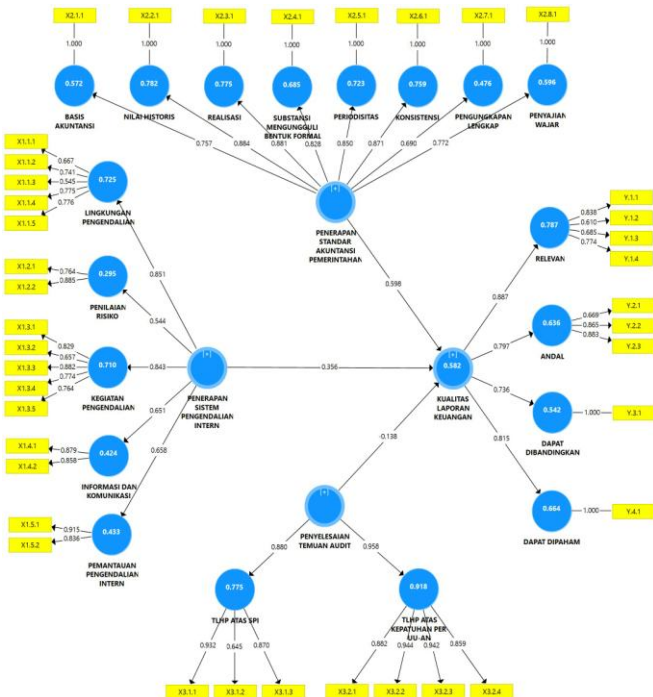 X2.1.1 X2.2.1 X2.3.1 X2.4.1 X2.5.1 X2.6.1 X2.7.1 X2.8.1
1.000 1.000 1.000 1.000 1.000 1.000 1.000 1.000
0.572 0.782 0.775 0.685 0.723 0.759 0.476 0.596
BASIS AKUNTANSI
NILAI HISTORIS
REALISASI
SUBSTANSI MENGUNGGULI BENTUK FORMAL
PERIODISITAS
KONSISTENSI
PENGUNGKAPAN LENGKAP
PENYAJIAN WAJAR
0.757 0.884 0.881 0.828 0.850 0.871 0.690 0.772
[+]
PENERAPAN
STANDAR
AKUNTANSI
PEMERINTAHAN
0.598
X1.1.1
X1.1.2
X1.1.3
X1.1.4
X1.1.5
0.667
0.741
0.545
0.775
0.776
0.725
LINGKUNGAN
PENGENDALIAN
0.851
X1.2.1
X1.2.2
0.764
0.885
0.295
PENILAIAN
RISIKO
0.544
X1.3.1
X1.3.2
X1.3.3
X1.3.4
X1.3.5
0.829
0.657
0.882
0.774
0.764
0.710
KEGIATAN
PENGENDALIAN
0.843
X1.4.1
X1.4.2
0.879
0.858
0.424
INFORMASI DAN
KOMUNIKASI
0.651
X1.5.1
X1.5.2
0.915
0.836
0.433
PEMANTAUAN
PENGENDALIAN
INTERN
0.658
[+]
PENERAPAN
SISTEM
PENGENDALIAN
INTERN
0.356
[+]
0.582
KUALITAS
LAPORAN
KEUANGAN
0.887
0.787
RELEVAN
0.838
0.610
0.685
0.774
Y.1.1
Y.1.2
Y.1.3
Y.1.4
0.797
0.636
ANDAL
0.669
0.865
0.883
Y.2.1
Y.2.2
Y.2.3
0.736
0.542
DAPAT
DIBANDINGKAN
1.000
Y.3.1
0.815
0.664
DAPAT DIPAHAM
1.000
Y.4.1
-0.138
[+]
PENYELESAIAN
TEMUAN AUDIT
0.880 0.958
0.775
TLHP ATAS SPI
0.918
TLHP ATAS
KEPATUHAN PER
UU-AN
0.932 0.645 0.870
0.882 0.944 0.942 0.859
X3.1.1 X3.1.2 X3.1.3 X3.2.1 X3.2.2 X3.2.3 X3.2.4